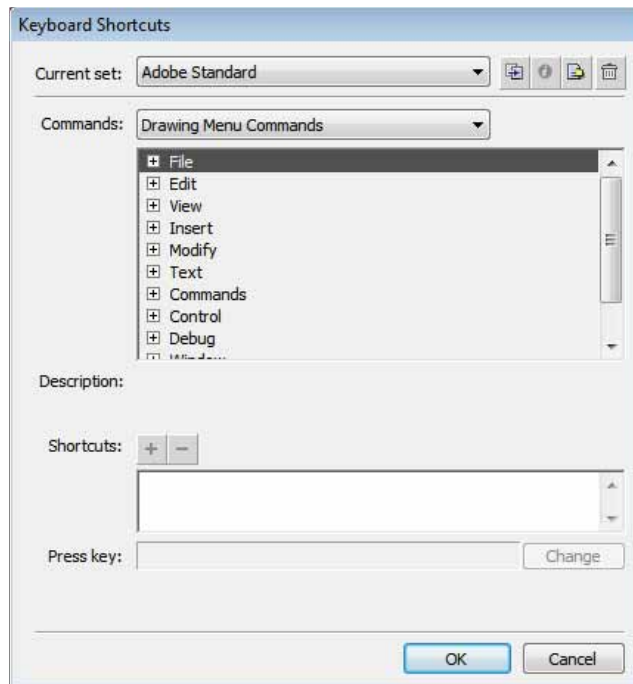 Keyboard Shortcuts
Current set: Adobe Standard
Commands: Drawing Menu Commands
File
Edit
View
Insert
Modify
Text
Commands
Control
Debug
Window
Description:
Shortcuts:
Press key: Change
OK Cancel